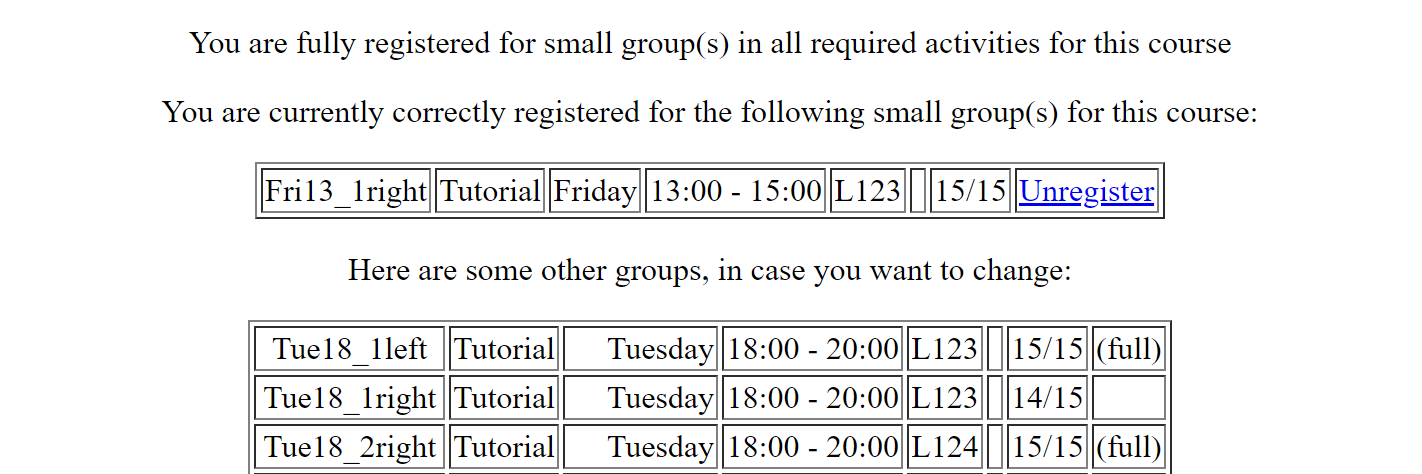 You are fully registered for small group(s) in all required activities for this course
You are currently correctly registered for the following small group(s) for this course:
Fri13_1right Tutorial Friday 13:00 - 15:00 L123 15/15 Unregister
Here are some other groups, in case you want to change:
Tue18_1left Tutorial Tuesday 18:00 - 20:00 L123 15/15 (full)
Tue18_1right Tutorial Tuesday 18:00 - 20:00 L123 14/15
Tue18_2right Tutorial Tuesday 18:00 - 20:00 L124 15/15 (full)